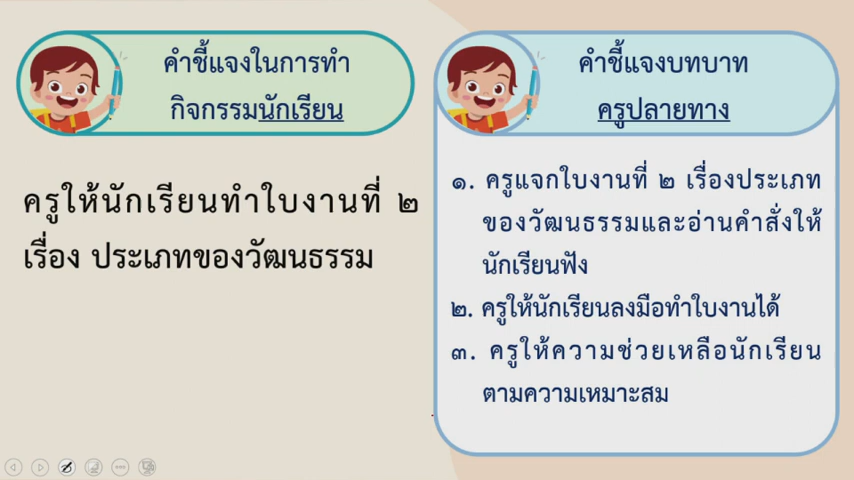 คำชี้แจงในการทำ
กิจกรรมนักเรียน
ครูให้นักเรียนทำใบงานที่ ๒
เรื่อง ประเภทของวัฒนธรรม
คำชี้แจงบทบาท
ครูปลายทาง
๑. ครูแจกใบงานที่ ๒ เรื่องประเภท
ของวัฒนธรรมและอ่านคำสั่งให้
นักเรียนฟัง
๒. ครูให้นักเรียนลงมือทำใบงานได้
๓. ครูให้ความช่วยเหลือนักเรียน
ตามความเหมาะสม